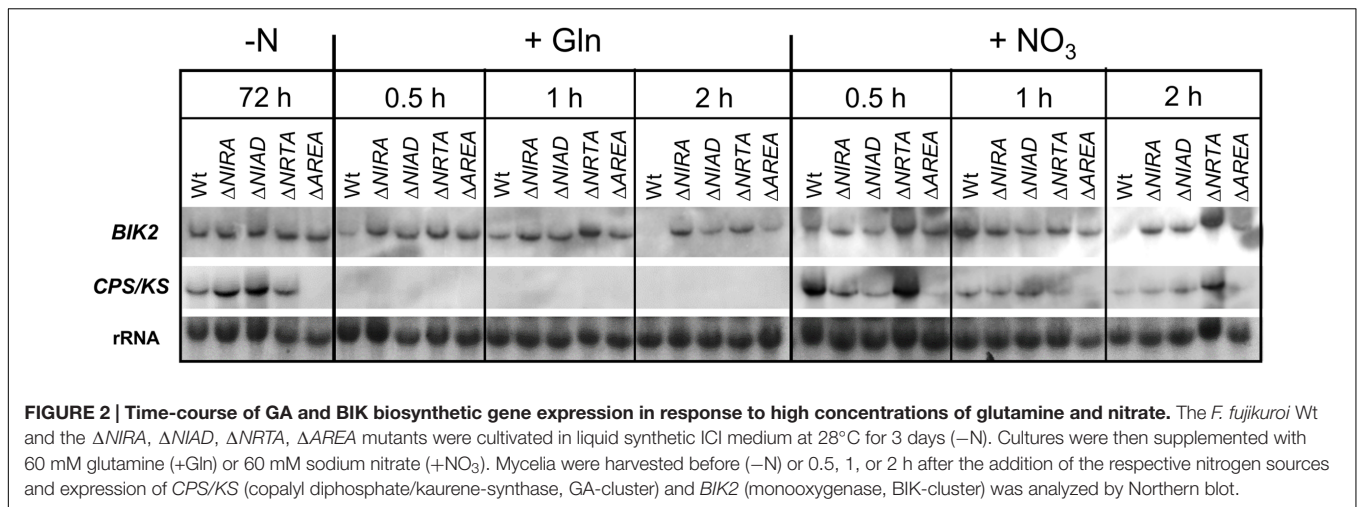 -N + Gln + NO₃
72 h 0.5 h 1 h 2 h 0.5 h 1 h 2 h
Wt ΔNIRA ΔNIAD ΔNRTA ΔAREA Wt ΔNIRA ΔNIAD ΔNRTA ΔAREA Wt ΔNIRA ΔNIAD ΔNRTA ΔAREA Wt ΔNIRA ΔNIAD ΔNRTA ΔAREA Wt ΔNIRA ΔNIAD ΔNRTA ΔAREA Wt ΔNIRA ΔNIAD ΔNRTA ΔAREA Wt ΔNIRA ΔNIAD ΔNRTA ΔAREA
BIK2
CPS/KS
rRNA
FIGURE 2 | Time-course of GA and BIK biosynthetic gene expression in response to high concentrations of glutamine and nitrate. The F. fujikuroi Wt
and the ΔNIRA, ΔNIAD, ΔNRTA, ΔAREA mutants were cultivated in liquid synthetic ICI medium at 28°C for 3 days (−N). Cultures were then supplemented with
60 mM glutamine (+Gln) or 60 mM sodium nitrate (+NO₃). Mycelia were harvested before (−N) or 0.5, 1, or 2 h after the addition of the respective nitrogen sources
and expression of CPS/KS (copalyl diphosphate/kaurene-synthase, GA-cluster) and BIK2 (monooxygenase, BIK-cluster) was analyzed by Northern blot.